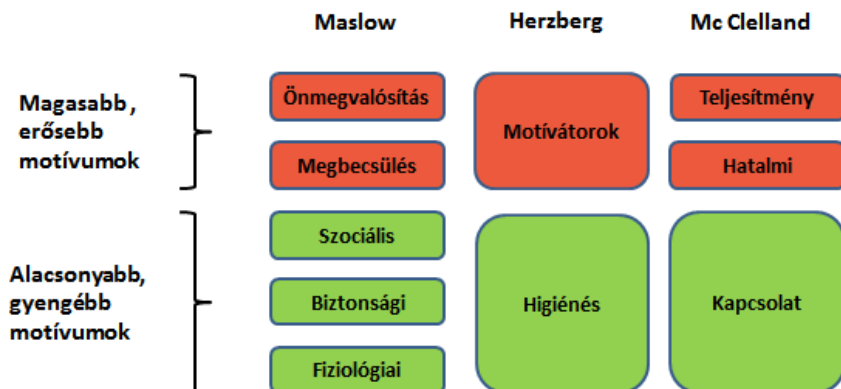 Maslow
Herzberg
Mc Clelland
Magasabb ,
erősebb
motívumok
Önmegvalósítás
Megbecsülés
Motívátorok
Teljesítmény
Hatalmi
Alacsonyabb,
gyengébb
motívumok
Szociális
Biztonsági
Fiziológiai
Higiénés
Kapcsolat